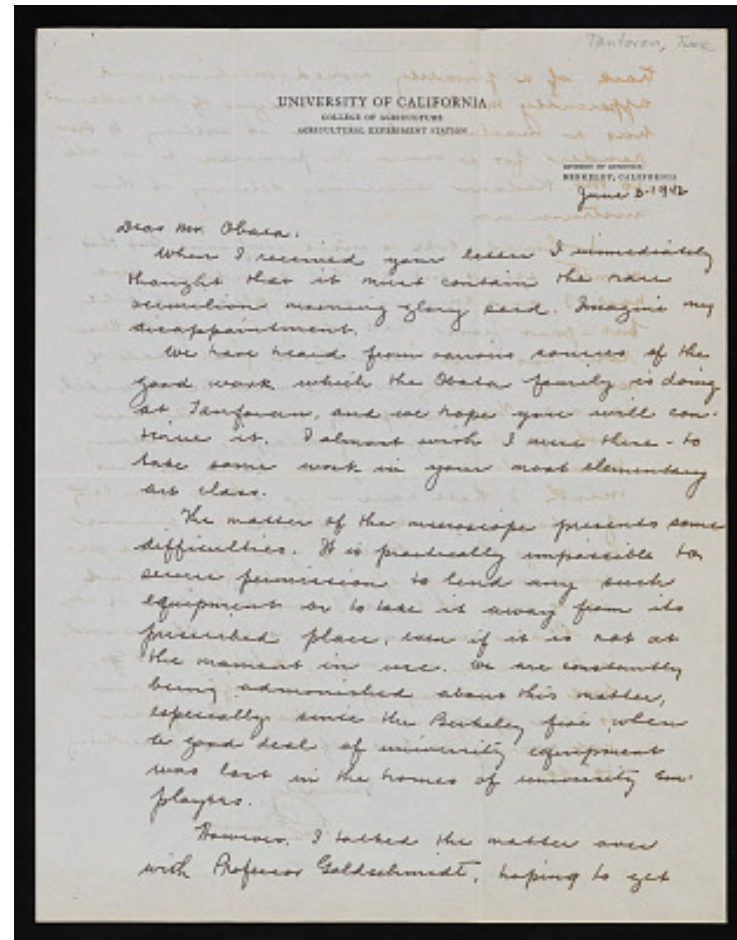 Tanforan, June
UNIVERSITY OF CALIFORNIA
COLLEGE OF AGRICULTURE
AGRICULTURAL EXPERIMENT STATION
BERKELEY, CALIFORNIA
June 3-1942
Dear Mr. Obata:
When I received your letter I immediately
thought that it must contain the rare
vermilion morning glory seed. Imagine my
disappointment.
We have heard from various sources of the
good work which the Obata family is doing
at Tanforan, and we hope you will con-
tinue it. I almost wish I were there - to
take some work in your most elementary
art class.
The matter of the microscope presents some
difficulties. It is practically impossible to
secure permission to lend any such
equipment or to take it away from its
prescribed place, even if it is not at
the moment in use. We are constantly
being admonished about this matter,
especially since the Berkeley fire, when
a good deal of university equipment
was lost in the homes of university em-
ployees.
However, I talked the matter over
with Professor Goldschmidt, hoping to get